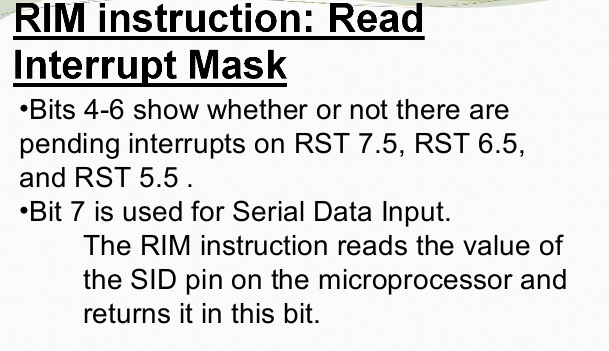 RIM instruction: Read
Interrupt Mask
•Bits 4-6 show whether or not there are
pending interrupts on RST 7.5, RST 6.5,
and RST 5.5 .
•Bit 7 is used for Serial Data Input.
The RIM instruction reads the value of
the SID pin on the microprocessor and
returns it in this bit.